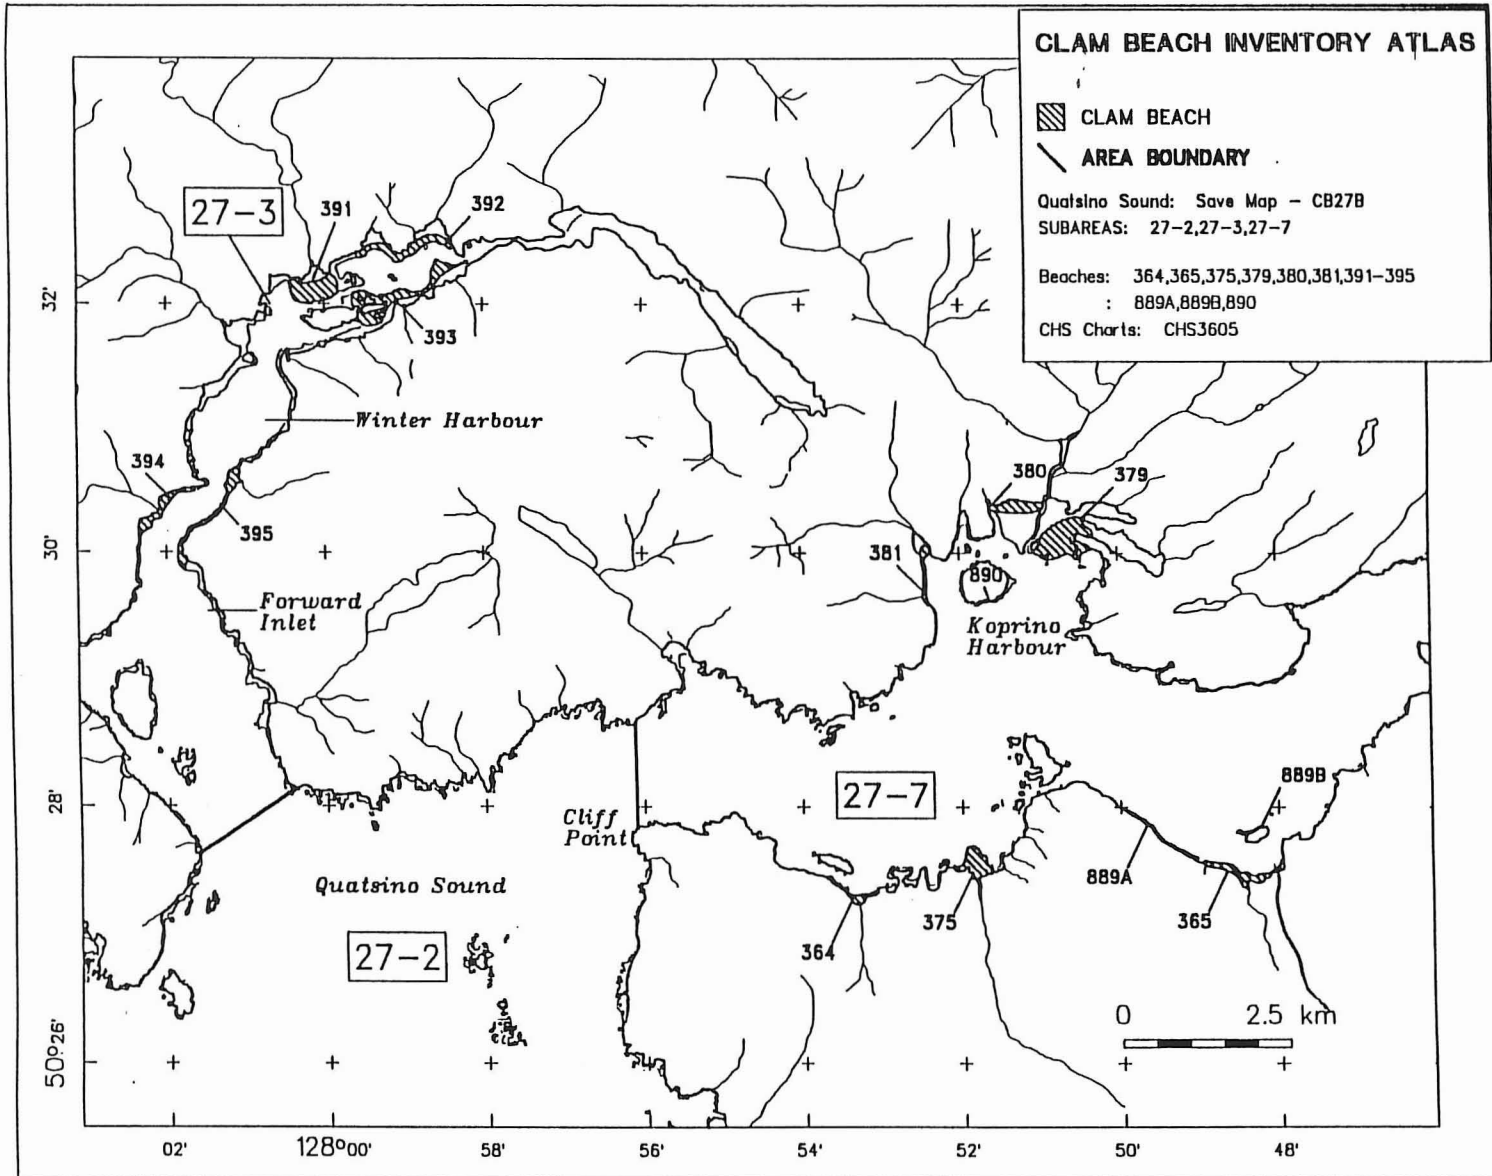 CLAM BEACH INVENTORY ATLAS
CLAM BEACH
AREA BOUNDARY
Quatsino Sound: Save Map - CB27B
SUBAREAS: 27-2,27-3,27-7
Beaches: 364,365,375,379,380,381,391-395
: 889A,889B,890
CHS Charts: CHS3605
27-3
391
392
32'
393
Winter Harbour
394
395
380
379
30'
381
890
Forward
Inlet
Koprino
Harbour
28'
27-7
889B
Cliff
Point
889A
Quatsino Sound
375
365
364
27-2
0 2.5 km
50º26'
02' 128º00' 58' 56' 54' 52' 50' 48'